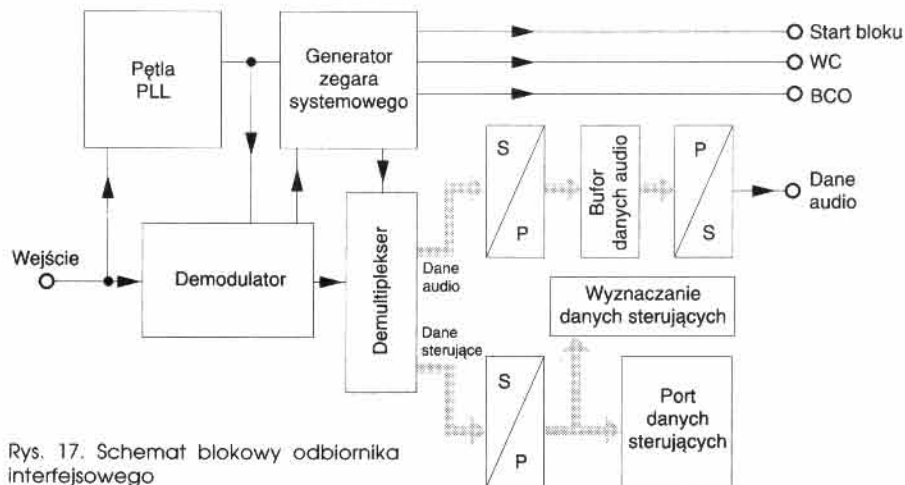 Pętla
PLL
Generator
zegara
systemowego
Start bloku
WC
BCO
S
P
Bufor
danych audio
P
S
Dane
audio
Wejście
Demodulator
Demultiplekser
Dane
audio
Dane
sterujące
Wyznaczanie
danych sterujących
S
P
Port
danych
sterujących
Rys. 17. Schemat blokowy odbiornika
interfejsowego